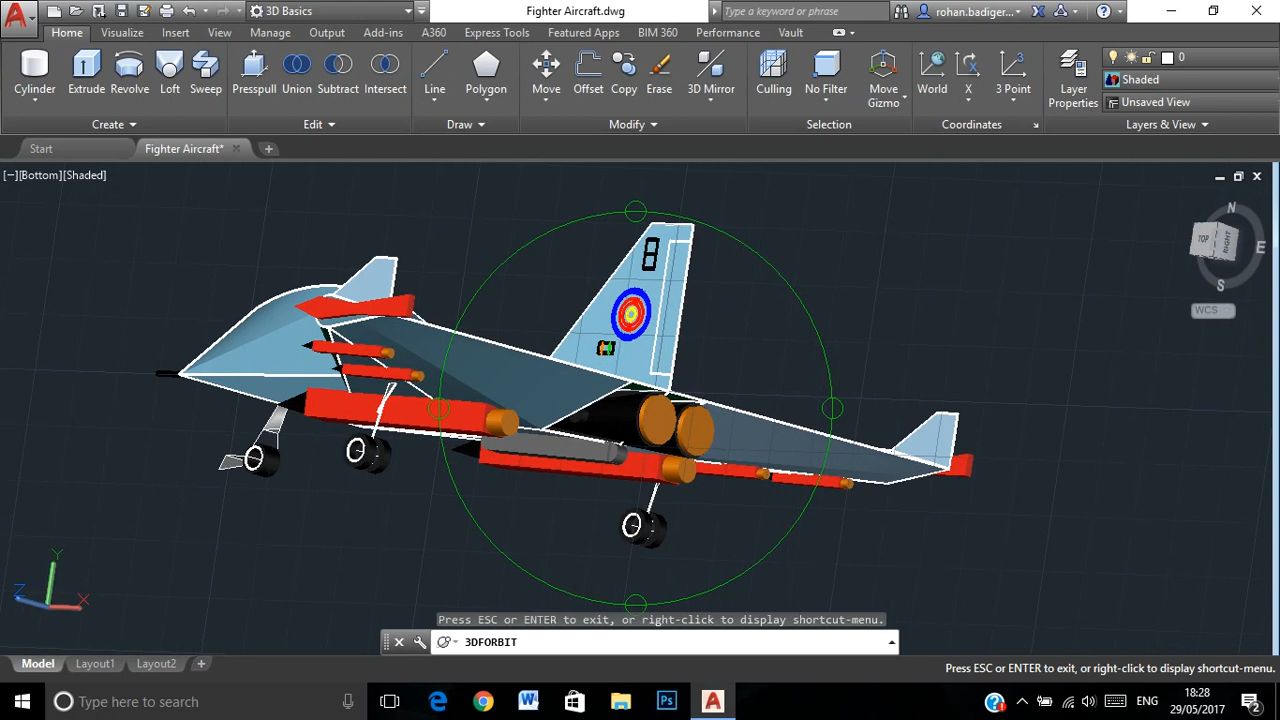 3D Basics
Fighter Aircraft.dwg
Type a keyword or phrase
rohan.badiger...
Home Visualize Insert View Manage Output Add-ins A360 Express Tools Featured Apps BIM 360 Performance Vault
Cylinder Extrude Revolve Loft Sweep Presspull Union Subtract Intersect Line Polygon Move Offset Copy Erase 3D Mirror Culling No Filter Move Gizmo World X 3 Point Layer Properties
0
Shaded
Unsaved View
Create Edit Draw Modify Selection Coordinates Layers & View
Start Fighter Aircraft*
[−][Bottom][Shaded]
N
TOP RIGHT E
S
WCS
8
Y
Z X
Press ESC or ENTER to exit, or right-click to display shortcut-menu.
3DFORBIT
Model Layout1 Layout2
Press ESC or ENTER to exit, or right-click to display shortcut-menu.
Type here to search
ENG
18:28
29/05/2017
2